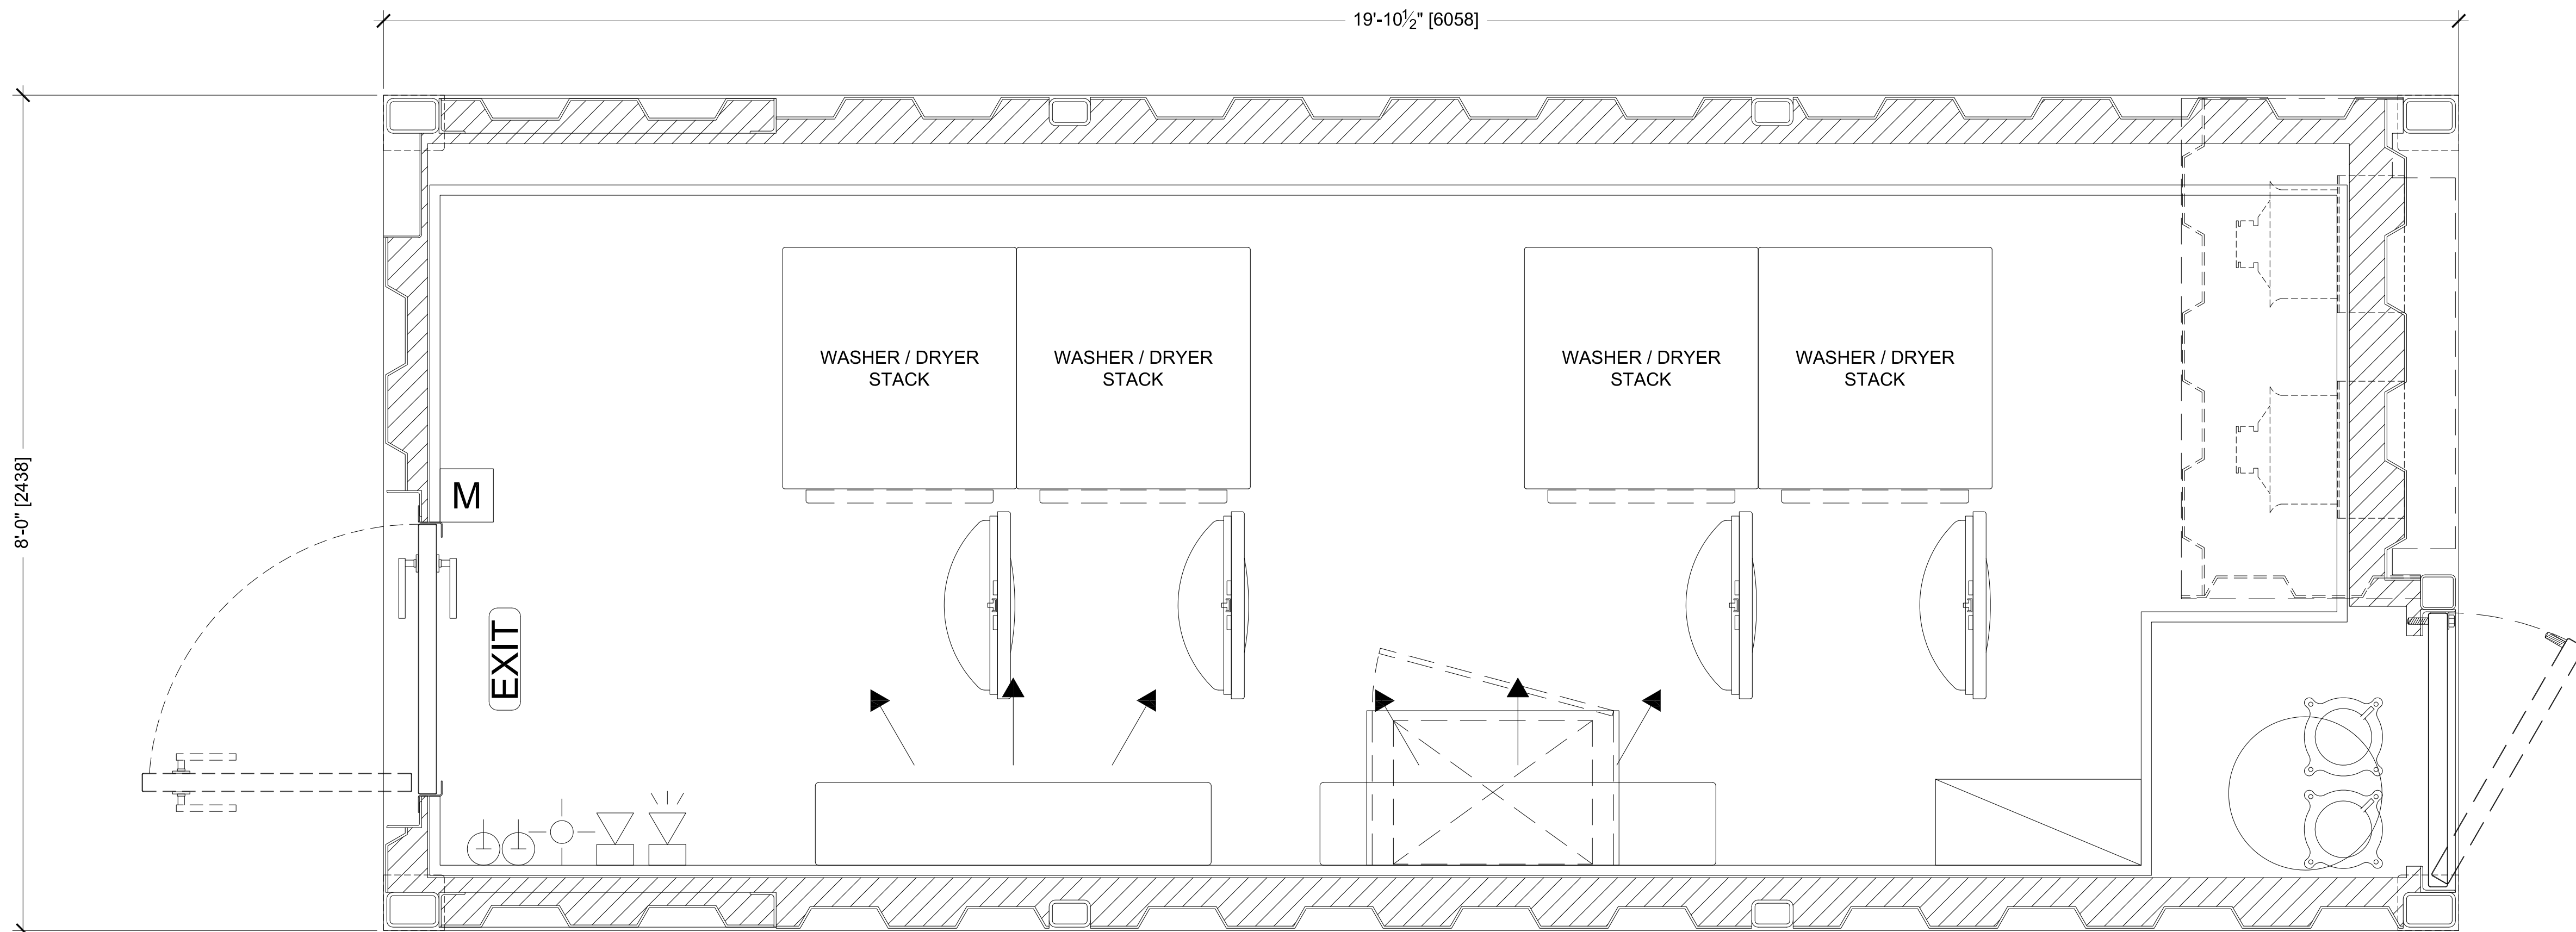 19'-10½" [6058]
8'-0" [2438]
WASHER / DRYER
STACK
WASHER / DRYER
STACK
WASHER / DRYER
STACK
WASHER / DRYER
STACK
M
EXIT